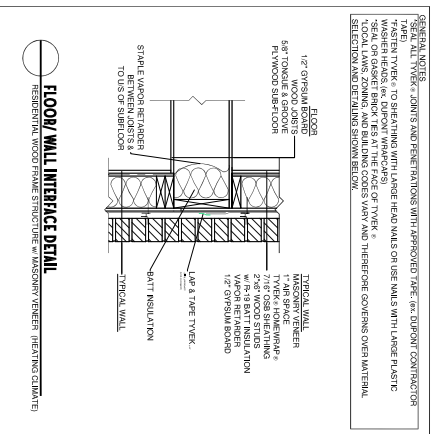 GENERAL NOTES
*SEAL ALL TYVEK® JOINTS AND PENETRATIONS WITH APPROVED TAPE. (ex. DUPONT CONTRACTOR
TAPE)
*FASTEN TYVEK® TO SHEATHING WITH LARGE HEAD NAILS OR USE NAILS WITH LARGE PLASTIC
WASHER HEADS, (ex. DUPONT WRAPCAPS)
*SEAL OR GASKET BRICK TIES AT THE FACE OF TYVEK ®
*LOCAL LAWS, ZONING, AND BUILDING CODES VARY AND THEREFORE GOVERNS OVER MATERIAL
SELECTION AND DETAILING SHOWN BELOW.
FLOOR
1/2" GYPSUM BOARD
WOOD JOISTS
5/8" TONGUE & GROOVE
PLYWOOD SUB-FLOOR
STAPLE VAPOR RETARDER
BETWEEN JOISTS &
TO U/S OF SUBFLOOR
TYPICAL WALL
MASONRY VENEER
1" AIR SPACE
TYVEK® HOMEWRAP®
7/16" OSB SHEATHING
2"x6" WOOD STUDS
w/ R-19 BATT INSULATION
VAPOR RETARDER
1/2" GYPSUM BOARD
LAP & TAPE TYVEK
BATT INSULATION
TYPICAL WALL
FLOOR/ WALL INTERFACE DETAIL
RESIDENTIAL WOOD FRAME STRUCTURE w/ MASONRY VENEER (HEATING CLIMATE)